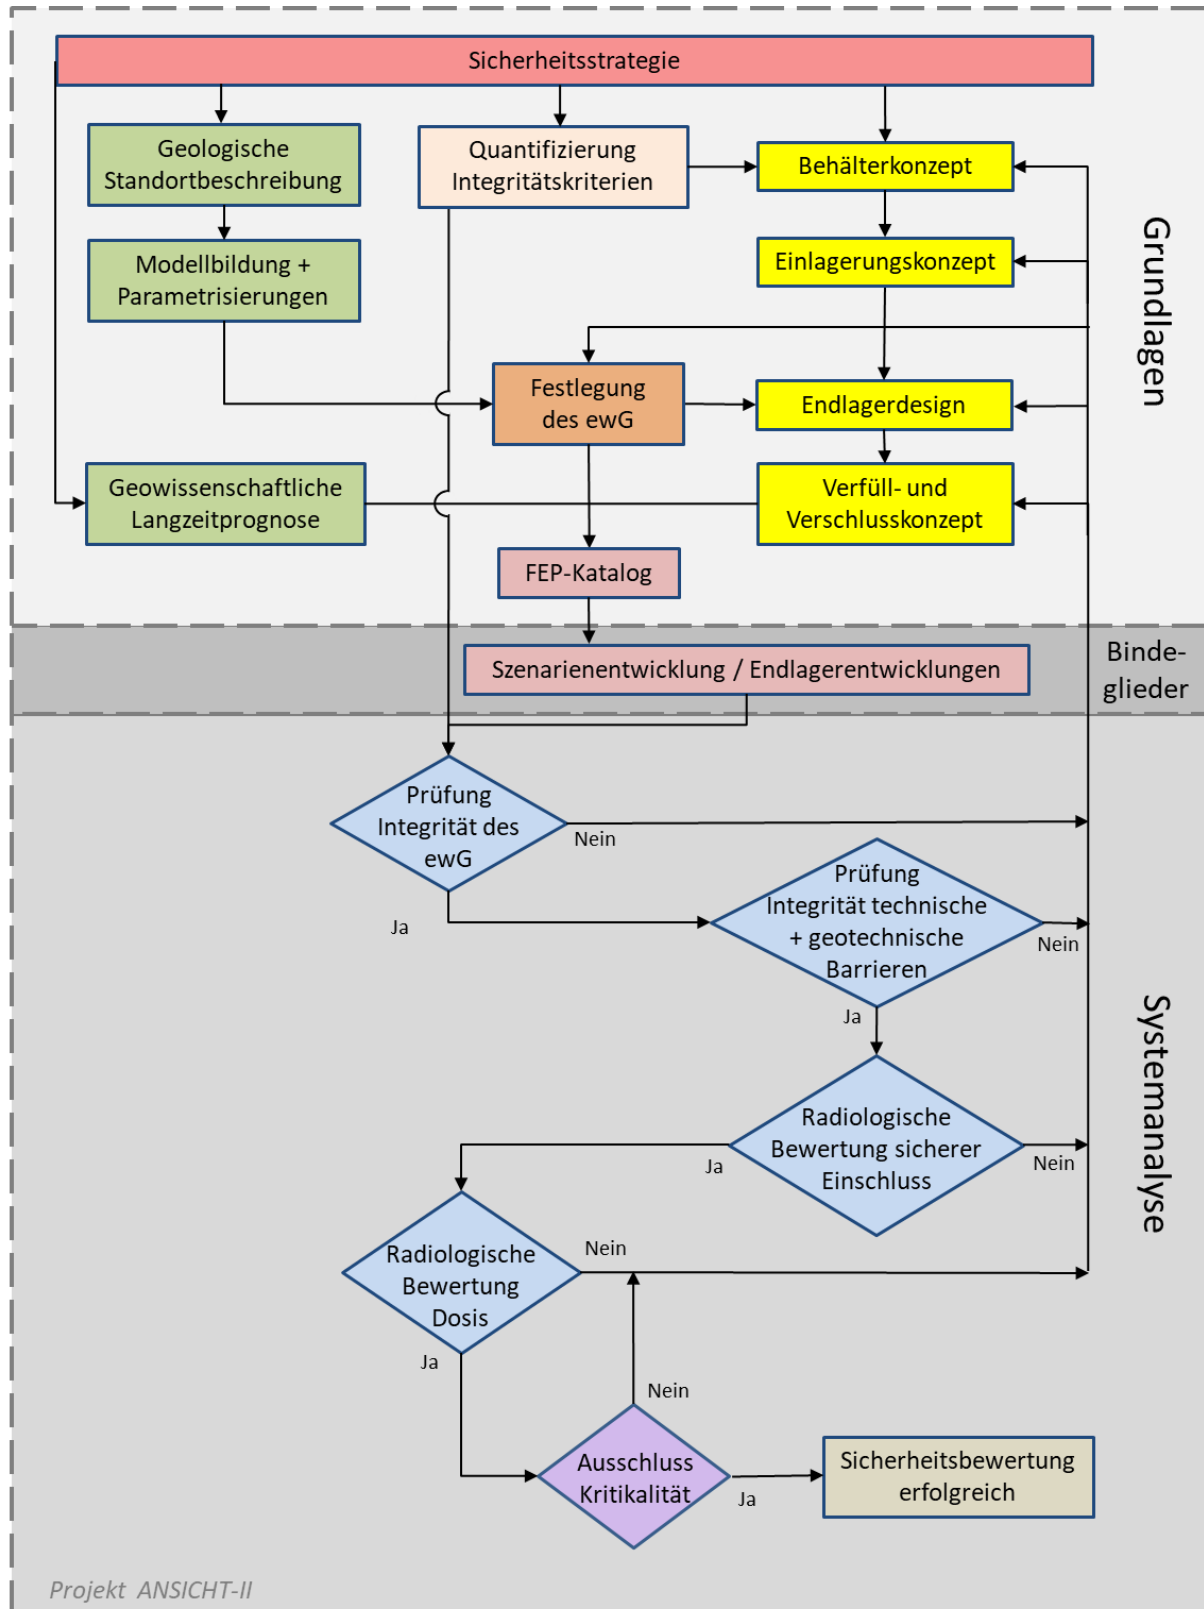 Sicherheitsstrategie
Geologische
Standortbeschreibung
Quantifizierung
Integritätskriterien
Behälterkonzept
Modellbildung +
Parametrisierungen
Einlagerungskonzept
Festlegung
des ewG
Endlagerdesign
Geowissenschaftliche
Langzeitprognose
Verfüll- und
Verschlusskonzept
FEP-Katalog
Grundlagen
Szenarienentwicklung / Endlagerentwicklungen
Binde-
glieder
Prüfung
Integrität des
ewG
Nein
Ja
Prüfung
Integrität technische
+ geotechnische
Barrieren
Nein
Ja
Radiologische
Bewertung sicherer
Einschluss
Nein
Ja
Systemanalyse
Radiologische
Bewertung
Dosis
Nein
Ja
Nein
Ausschluss
Kritikalität
Ja
Sicherheitsbewertung
erfolgreich
Projekt ANSICHT-II